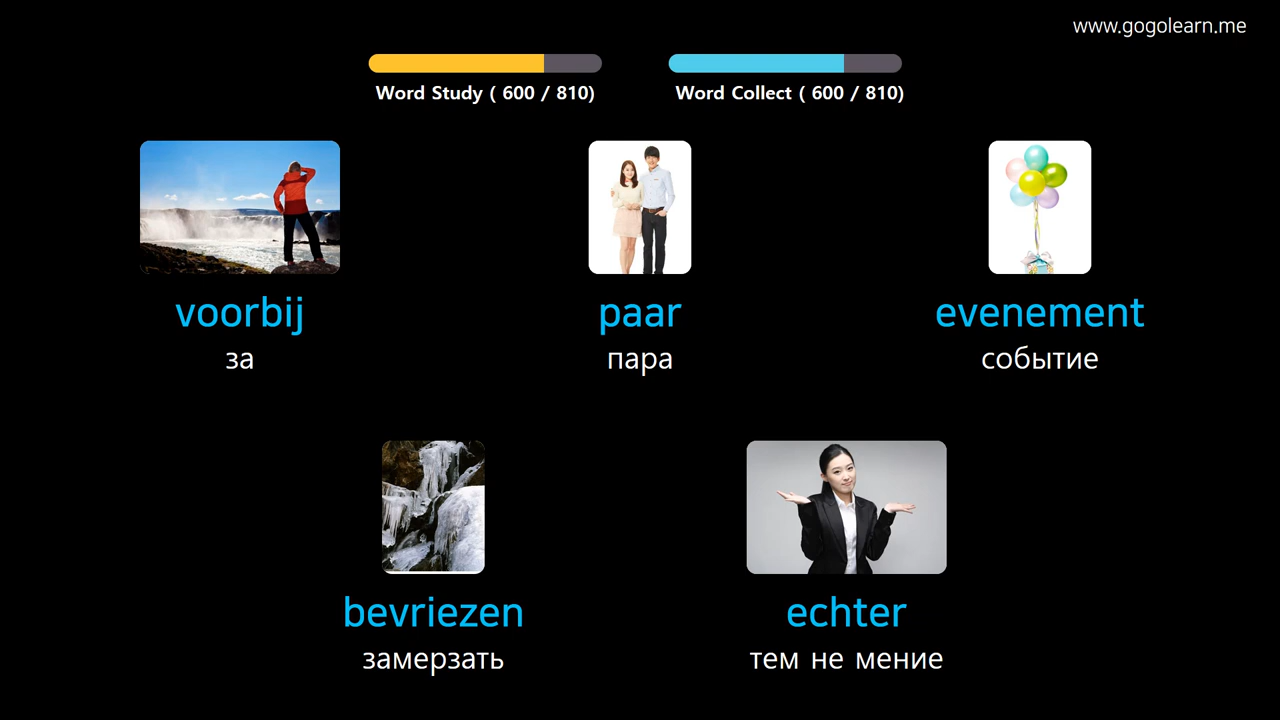 www.gogolearn.me
Word Study ( 600 / 810)
Word Collect ( 600 / 810)
voorbij
за
paar
пара
evenement
событие
bevriezen
замерзать
echter
тем не мение